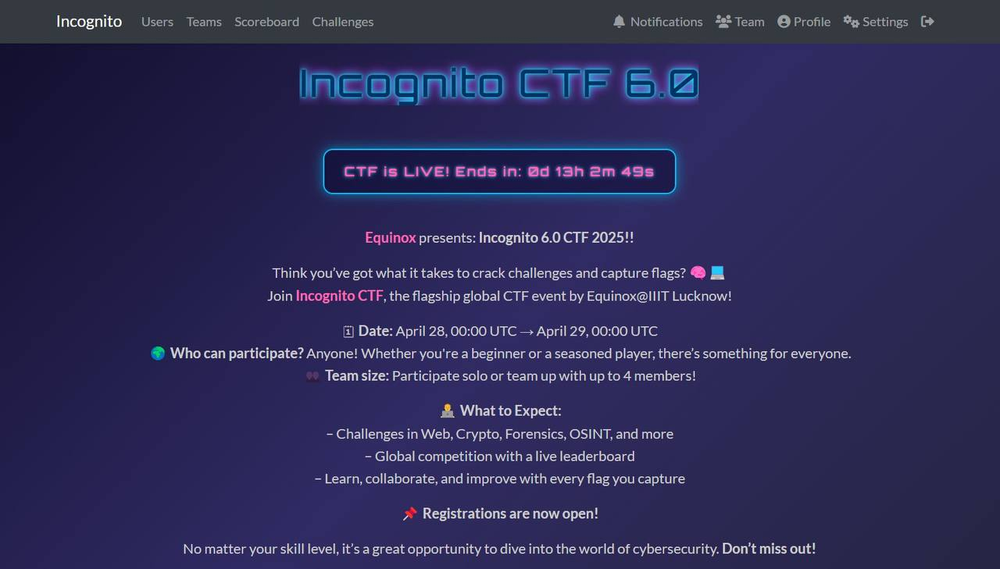 Incognito Users Teams Scoreboard Challenges Notifications Team Profile Settings
Incognito CTF 6.0
CTF is LIVE! Ends in: 0d 13h 2m 49s
Equinox presents: Incognito 6.0 CTF 2025!!
Think you’ve got what it takes to crack challenges and capture flags? 🧠 💻
Join Incognito CTF, the flagship global CTF event by Equinox@IIIT Lucknow!
🗓 Date: April 28, 00:00 UTC → April 29, 00:00 UTC
🌍 Who can participate? Anyone! Whether you're a beginner or a seasoned player, there’s something for everyone.
👥 Team size: Participate solo or team up with up to 4 members!
👨‍💻 What to Expect:
– Challenges in Web, Crypto, Forensics, OSINT, and more
– Global competition with a live leaderboard
– Learn, collaborate, and improve with every flag you capture
📌 Registrations are now open!
No matter your skill level, it’s a great opportunity to dive into the world of cybersecurity. Don’t miss out!